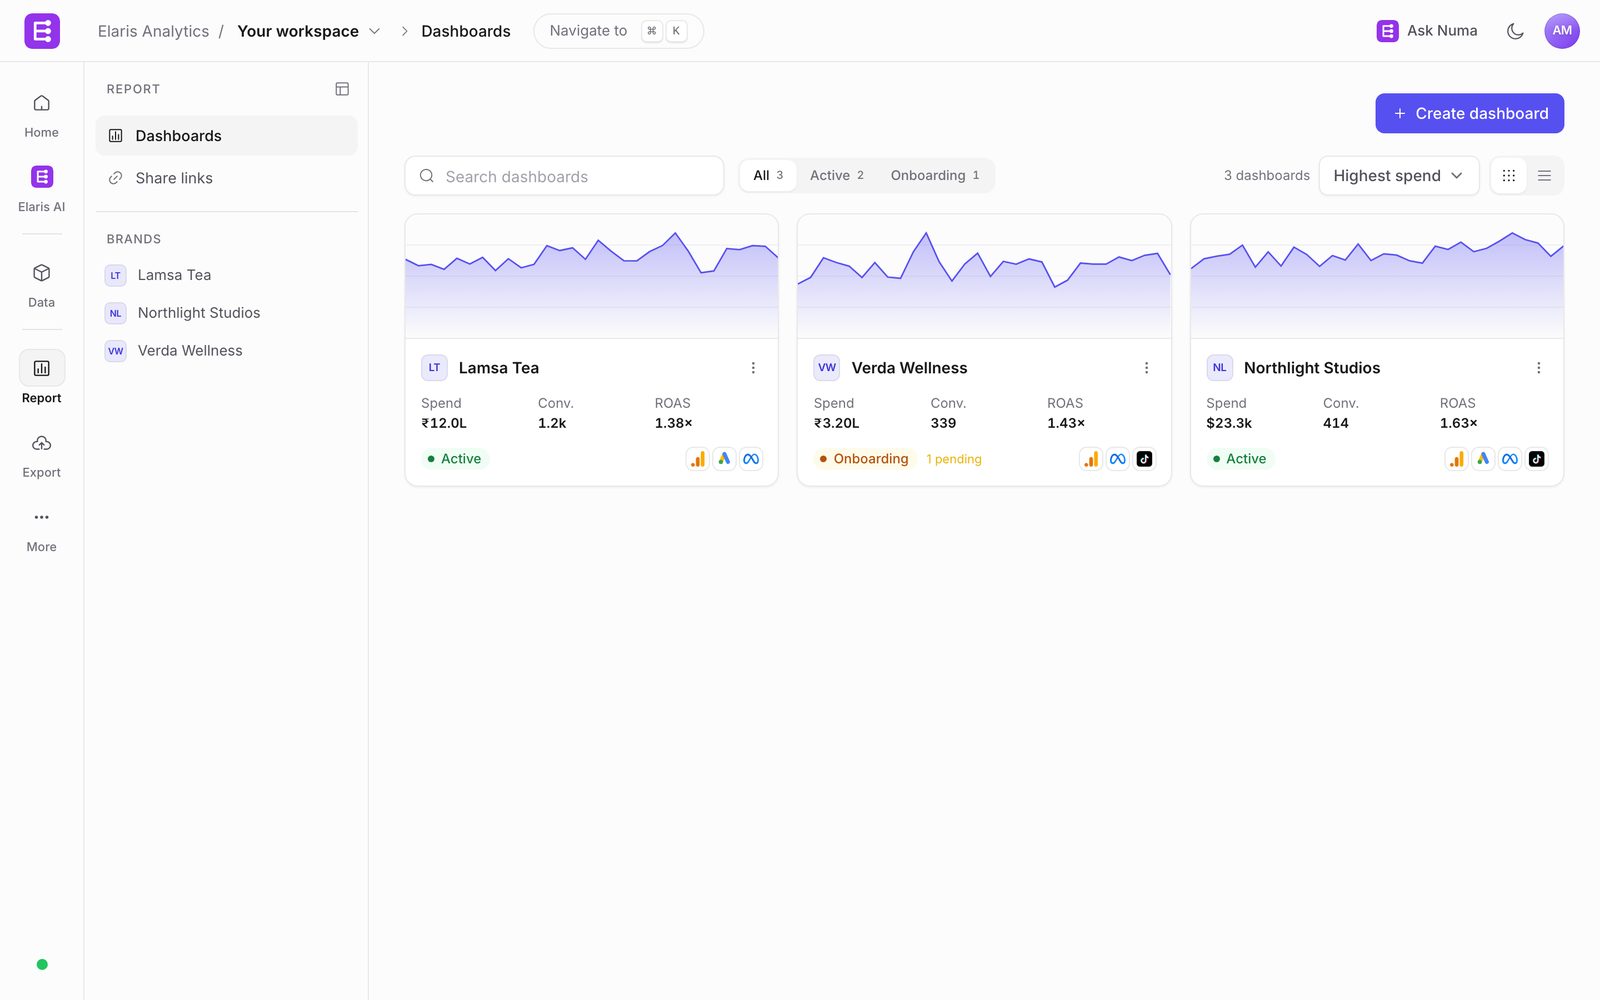 Elaris Analytics / Your workspace > Dashboards
Navigate to ⌘ K
Ask Numa
AM
Home
Elaris AI
Data
Report
Export
More
REPORT
Dashboards
Share links
BRANDS
LT Lamsa Tea
NL Northlight Studios
VW Verda Wellness
+ Create dashboard
Search dashboards
All 3 Active 2 Onboarding 1
3 dashboards
Highest spend
LT Lamsa Tea
Spend Conv. ROAS
₹12.0L 1.2k 1.38×
Active
VW Verda Wellness
Spend Conv. ROAS
₹3.20L 339 1.43×
Onboarding 1 pending
NL Northlight Studios
Spend Conv. ROAS
$23.3k 414 1.63×
Active